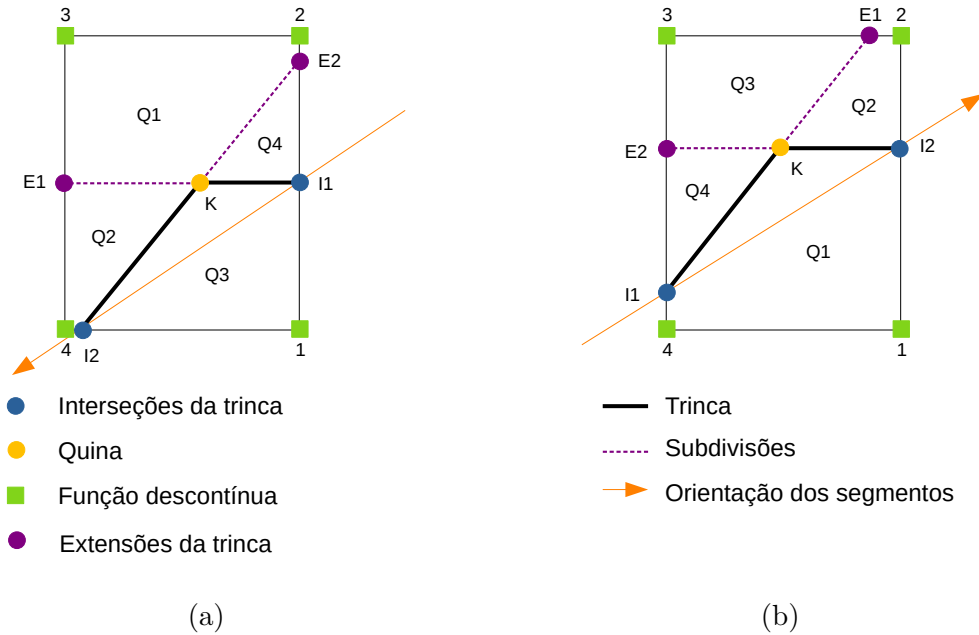 3
2
E2
Q1
Q4
E1
I1
K
Q2
Q3
4
I2
1
Interseções da trinca
Quina
Função descontínua
Extensões da trinca
(a)
E1
3
2
Q3
Q2
E2
I2
K
Q4
Q1
I1
4
1
Trinca
Subdivisões
Orientação dos segmentos
(b)